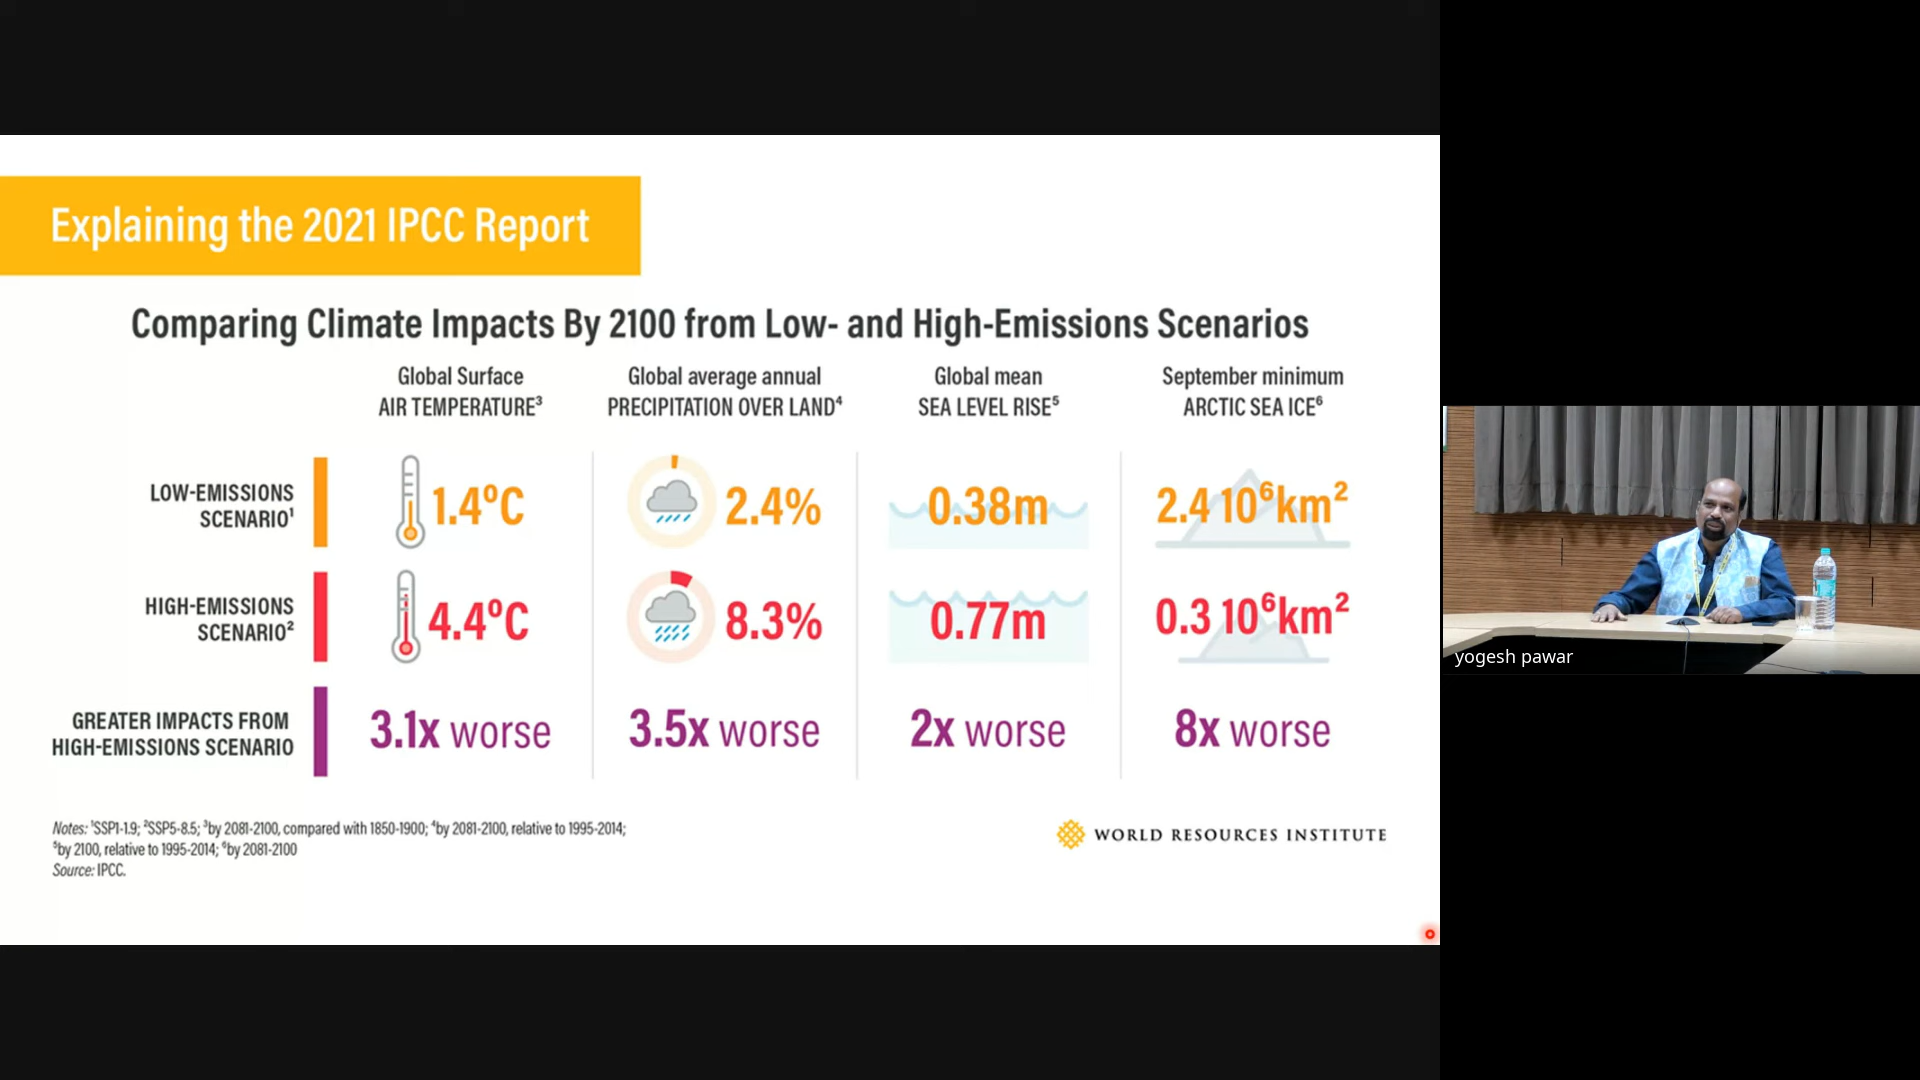 Explaining the 2021 IPCC Report
Comparing Climate Impacts By 2100 from Low- and High-Emissions Scenarios
Global Surface
AIR TEMPERATURE³
Global average annual
PRECIPITATION OVER LAND⁴
Global mean
SEA LEVEL RISE⁵
September minimum
ARCTIC SEA ICE⁶
LOW-EMISSIONS
SCENARIO¹
1.4°C
2.4%
0.38m
2.4 10⁶km²
HIGH-EMISSIONS
SCENARIO²
4.4°C
8.3%
0.77m
0.3 10⁶km²
GREATER IMPACTS FROM
HIGH-EMISSIONS SCENARIO
3.1x worse
3.5x worse
2x worse
8x worse
Notes: ¹SSP1-1.9; ²SSP5-8.5; ³by 2081-2100, compared with 1850-1900; ⁴by 2081-2100, relative to 1995-2014;
⁵by 2100, relative to 1995-2014; ⁶by 2081-2100
Source: IPCC.
WORLD RESOURCES INSTITUTE
yogesh pawar